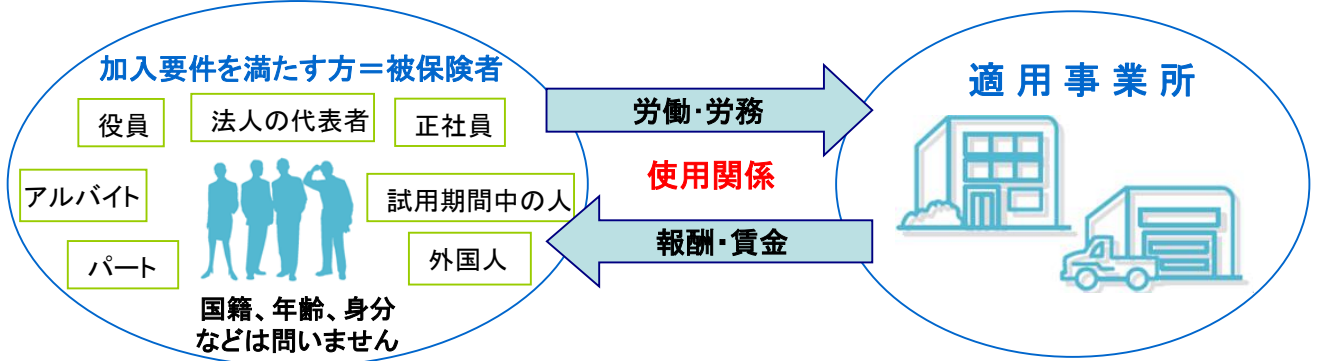 加入要件を満たす方＝被保険者
役員
法人の代表者
正社員
アルバイト
試用期間中の人
パート
外国人
国籍、年齢、身分
などは問いません
労働・労務
使用関係
報酬・賃金
適用事業所